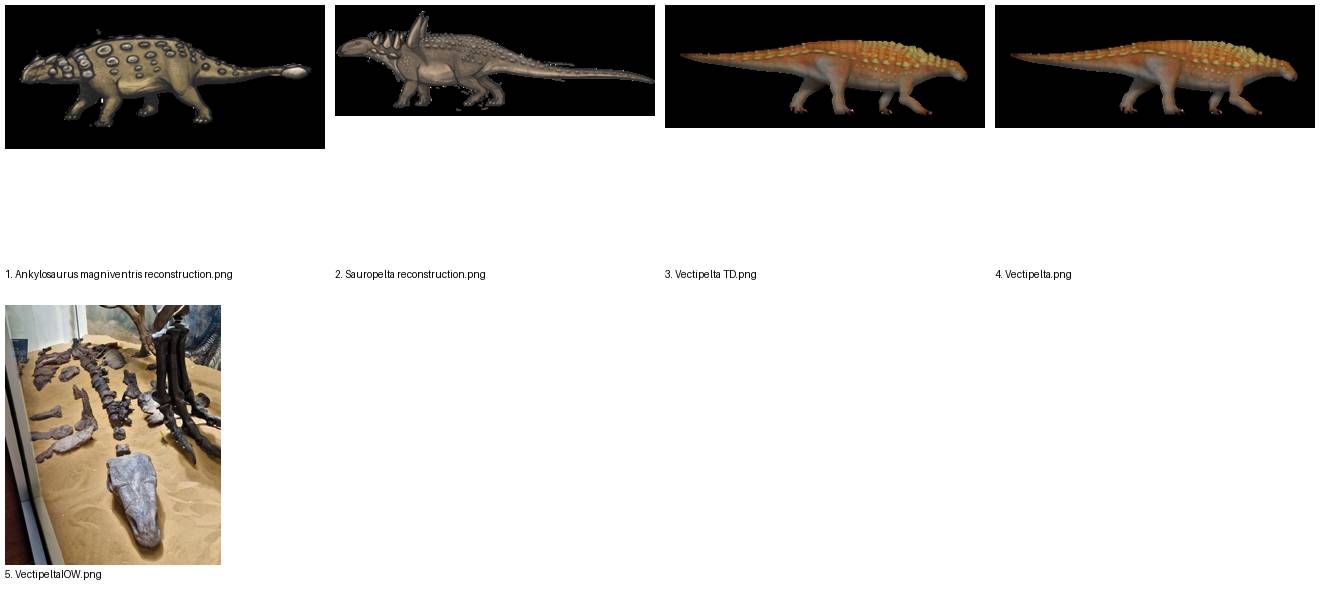 1. Ankylosaurus magniventris reconstruction.png
2. Sauropelta reconstruction.png
3. Vectipelta TD.png
4. Vectipelta.png
5. VectipeltaIOW.png